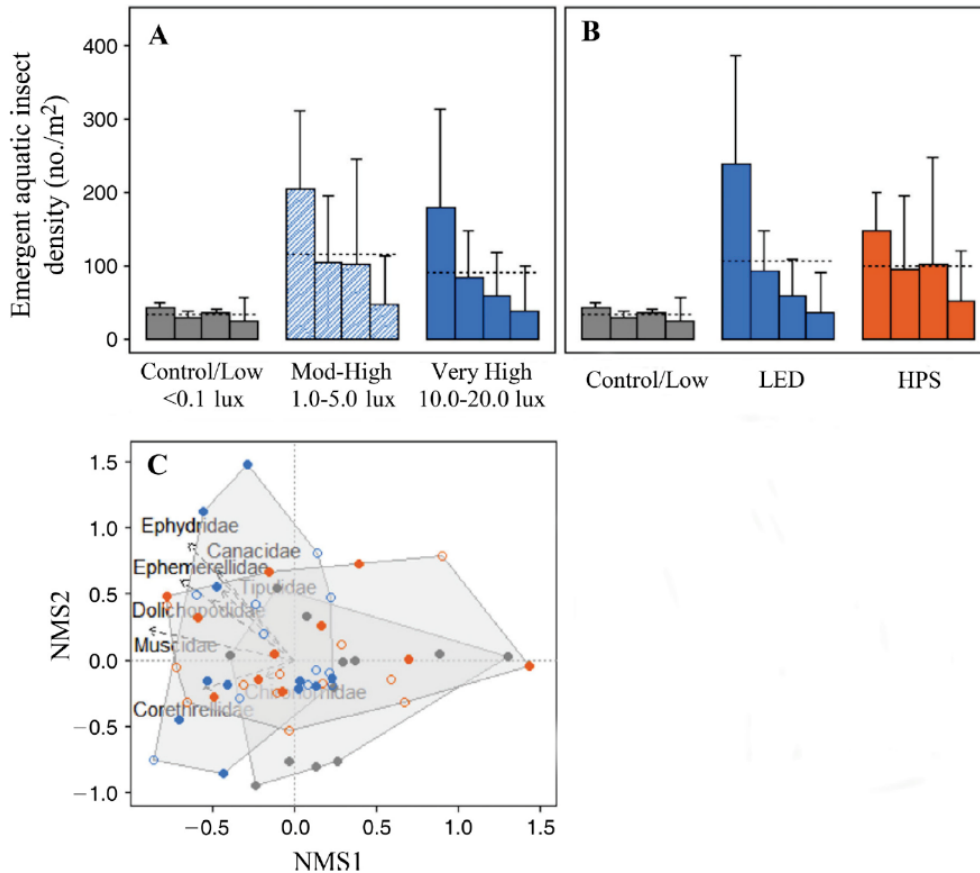 A
B
Emergent aquatic insect
density (no./m²)
400
300
200
100
0
Control/Low
<0.1 lux
Mod-High
1.0-5.0 lux
Very High
10.0-20.0 lux
Control/Low
LED
HPS
C
NMS2
1.5
1.0
0.5
0.0
−0.5
−1.0
Ephydridae
Canacidae
Ephemerellidae
Tipulidae
Dolichopodidae
Muscidae
Chironomidae
Corethrellidae
−0.5
0.0
0.5
1.0
1.5
NMS1